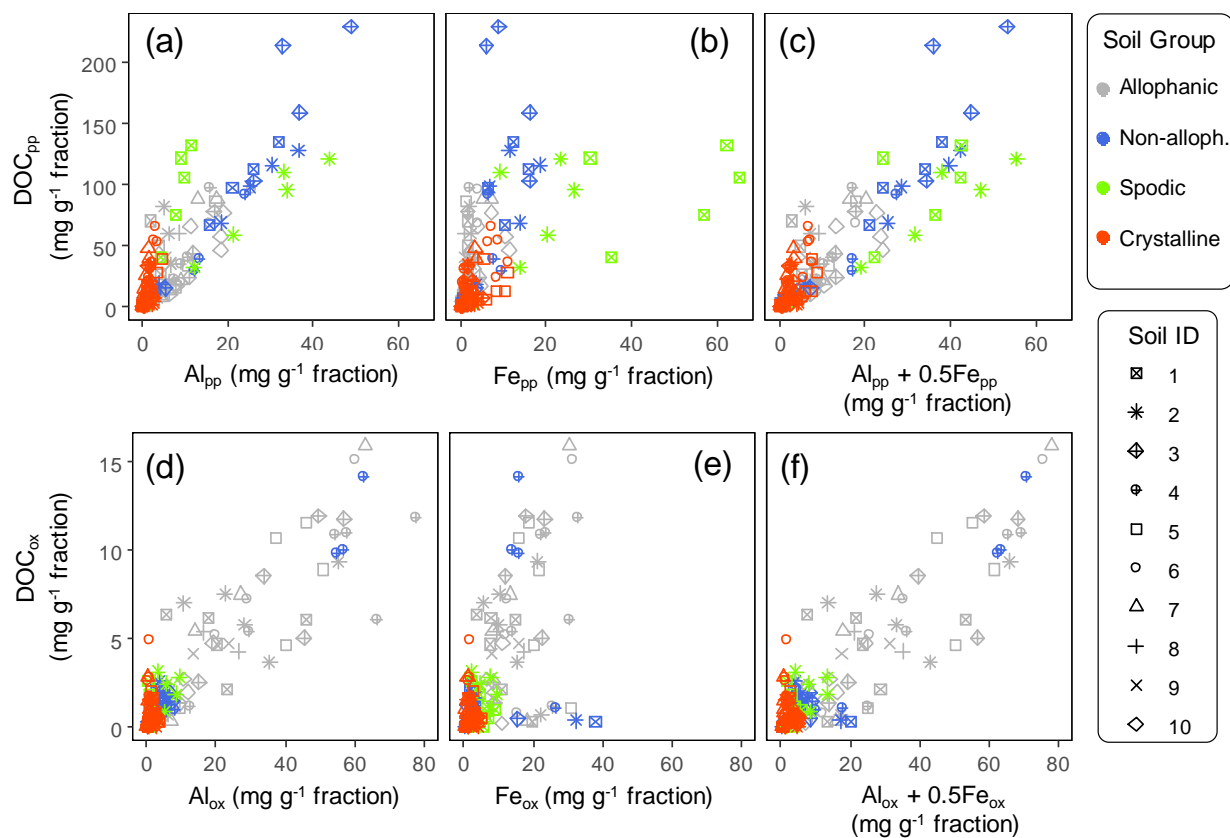 (a)
(b)
(c)
DOCpp
(mg g-1 fraction)
200
150
100
50
0
0 20 40 60
0 20 40 60
0 20 40 60
Alpp (mg g-1 fraction)
Fepp (mg g-1 fraction)
Alpp + 0.5Fepp
(mg g-1 fraction)
(d)
(e)
(f)
DOCox
(mg g-1 fraction)
15
10
5
0
0 20 40 60 80
0 20 40 60 80
0 20 40 60 80
Alox (mg g-1 fraction)
Feox (mg g-1 fraction)
Alox + 0.5Feox
(mg g-1 fraction)
Soil Group
Allophanic
Non-alloph.
Spodic
Crystalline
Soil ID
1
2
3
4
5
6
7
8
9
10